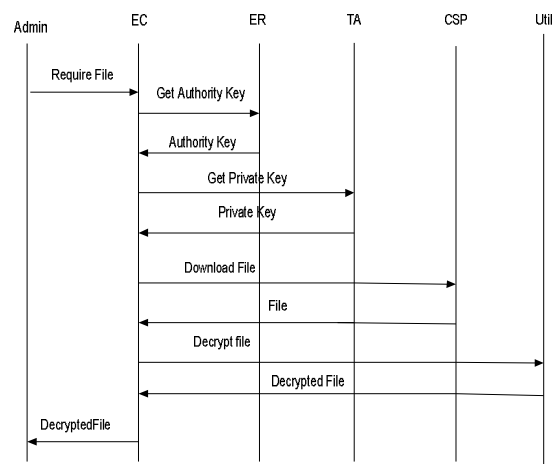 Admin
EC
ER
TA
CSP
Util
Require File
Get Authority Key
Authority Key
Get Private Key
Private Key
Download File
File
Decrypt file
Decrypted File
DecryptedFile